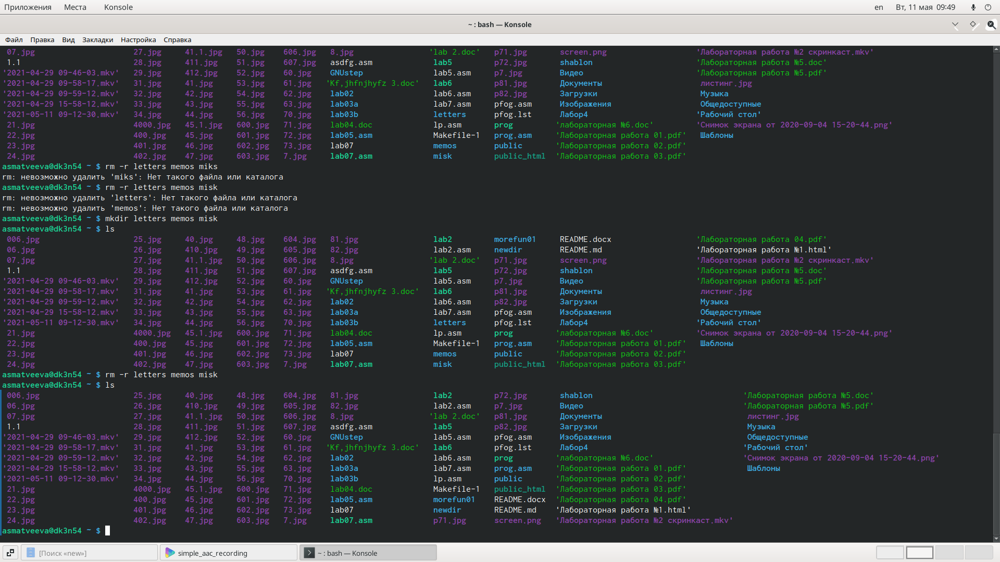 Приложения Места Konsole en Вт, 11 мая 09:49
~ : bash — Konsole
Файл Правка Вид Закладки Настройка Справка
07.jpg 27.jpg 41.1.jpg 50.jpg 606.jpg 8.jpg 'lab 2.doc' p71.jpg screen.png 'Лабораторная работа №2 скринкаст.mkv'
1.1 28.jpg 411.jpg 51.jpg 607.jpg asdfg.asm lab5 p72.jpg shablon 'Лабораторная работа №5.doc'
'2021-04-29 09-46-03.mkv' 29.jpg 412.jpg 52.jpg 60.jpg GNUstep lab5.asm p7.jpg Видео 'Лабораторная работа №5.pdf'
'2021-04-29 09-58-17.mkv' 31.jpg 41.jpg 53.jpg 61.jpg 'Kf,jhfnjhyfz 3.doc' lab6 p81.jpg Документы листинг.jpg
'2021-04-29 09-59-12.mkv' 32.jpg 42.jpg 54.jpg 62.jpg lab02 lab6.asm p82.jpg Загрузки Музыка
'2021-04-29 15-58-12.mkv' 33.jpg 43.jpg 55.jpg 63.jpg lab03a lab7.asm pfog.asm Изображения Общедоступные
'2021-05-11 09-12-30.mkv' 34.jpg 44.jpg 56.jpg 70.jpg lab03b letters pfog.lst Лабор4 'Рабочий стол'
21.jpg 4000.jpg 45.1.jpg 600.jpg 71.jpg lab04.doc lp.asm prog 'лабораторная №6.doc' 'Снимок экрана от 2020-09-04 15-20-44.png'
22.jpg 400.jpg 45.jpg 601.jpg 72.jpg lab05.asm Makefile-1 prog.asm 'Лабораторная работа 01.pdf' Шаблоны
23.jpg 401.jpg 46.jpg 602.jpg 73.jpg lab07 memos public 'Лабораторная работа 02.pdf'
24.jpg 402.jpg 47.jpg 603.jpg 7.jpg lab07.asm misk public_html 'Лабораторная работа 03.pdf'
asmatveeva@dk3n54 ~ $ rm -r letters memos miks
rm: невозможно удалить 'miks': Нет такого файла или каталога
asmatveeva@dk3n54 ~ $ rm -r letters memos misk
rm: невозможно удалить 'letters': Нет такого файла или каталога
rm: невозможно удалить 'memos': Нет такого файла или каталога
asmatveeva@dk3n54 ~ $ mkdir letters memos misk
asmatveeva@dk3n54 ~ $ ls
006.jpg 25.jpg 40.jpg 48.jpg 604.jpg 81.jpg lab2 morefun01 README.docx 'Лабораторная работа 04.pdf'
06.jpg 26.jpg 410.jpg 49.jpg 605.jpg 82.jpg lab2.asm newdir README.md 'Лабораторная работа №1.html'
07.jpg 27.jpg 41.1.jpg 50.jpg 606.jpg 8.jpg 'lab 2.doc' p71.jpg screen.png 'Лабораторная работа №2 скринкаст.mkv'
1.1 28.jpg 411.jpg 51.jpg 607.jpg asdfg.asm lab5 p72.jpg shablon 'Лабораторная работа №5.doc'
'2021-04-29 09-46-03.mkv' 29.jpg 412.jpg 52.jpg 60.jpg GNUstep lab5.asm p7.jpg Видео 'Лабораторная работа №5.pdf'
'2021-04-29 09-58-17.mkv' 31.jpg 41.jpg 53.jpg 61.jpg 'Kf,jhfnjhyfz 3.doc' lab6 p81.jpg Документы листинг.jpg
'2021-04-29 09-59-12.mkv' 32.jpg 42.jpg 54.jpg 62.jpg lab02 lab6.asm p82.jpg Загрузки Музыка
'2021-04-29 15-58-12.mkv' 33.jpg 43.jpg 55.jpg 63.jpg lab03a lab7.asm pfog.asm Изображения Общедоступные
'2021-05-11 09-12-30.mkv' 34.jpg 44.jpg 56.jpg 70.jpg lab03b letters pfog.lst Лабор4 'Рабочий стол'
21.jpg 4000.jpg 45.1.jpg 600.jpg 71.jpg lab04.doc lp.asm prog 'лабораторная №6.doc' 'Снимок экрана от 2020-09-04 15-20-44.png'
22.jpg 400.jpg 45.jpg 601.jpg 72.jpg lab05.asm Makefile-1 prog.asm 'Лабораторная работа 01.pdf' Шаблоны
23.jpg 401.jpg 46.jpg 602.jpg 73.jpg lab07 memos public 'Лабораторная работа 02.pdf'
24.jpg 402.jpg 47.jpg 603.jpg 7.jpg lab07.asm misk public_html 'Лабораторная работа 03.pdf'
asmatveeva@dk3n54 ~ $ rm -r letters memos misk
asmatveeva@dk3n54 ~ $ ls
006.jpg 25.jpg 40.jpg 48.jpg 604.jpg 81.jpg lab2 p72.jpg shablon 'Лабораторная работа №5.doc'
06.jpg 26.jpg 410.jpg 49.jpg 605.jpg 82.jpg lab2.asm p7.jpg Видео 'Лабораторная работа №5.pdf'
07.jpg 27.jpg 41.1.jpg 50.jpg 606.jpg 8.jpg 'lab 2.doc' p81.jpg Документы листинг.jpg
1.1 28.jpg 411.jpg 51.jpg 607.jpg asdfg.asm lab5 p82.jpg Загрузки Музыка
'2021-04-29 09-46-03.mkv' 29.jpg 412.jpg 52.jpg 60.jpg GNUstep lab5.asm pfog.asm Изображения Общедоступные
'2021-04-29 09-58-17.mkv' 31.jpg 41.jpg 53.jpg 61.jpg 'Kf,jhfnjhyfz 3.doc' lab6 pfog.lst Лабор4 'Рабочий стол'
'2021-04-29 09-59-12.mkv' 32.jpg 42.jpg 54.jpg 62.jpg lab02 lab6.asm prog 'лабораторная №6.doc' 'Снимок экрана от 2020-09-04 15-20-44.png'
'2021-04-29 15-58-12.mkv' 33.jpg 43.jpg 55.jpg 63.jpg lab03a lab7.asm prog.asm 'Лабораторная работа 01.pdf' Шаблоны
'2021-05-11 09-12-30.mkv' 34.jpg 44.jpg 56.jpg 70.jpg lab03b lp.asm public 'Лабораторная работа 02.pdf'
21.jpg 4000.jpg 45.1.jpg 600.jpg 71.jpg lab04.doc Makefile-1 public_html 'Лабораторная работа 03.pdf'
22.jpg 400.jpg 45.jpg 601.jpg 72.jpg lab05.asm morefun01 README.docx 'Лабораторная работа 04.pdf'
23.jpg 401.jpg 46.jpg 602.jpg 73.jpg lab07 newdir README.md 'Лабораторная работа №1.html'
24.jpg 402.jpg 47.jpg 603.jpg 7.jpg lab07.asm p71.jpg screen.png 'Лабораторная работа №2 скринкаст.mkv'
asmatveeva@dk3n54 ~ $
[Поиск «new»] simple_aac_recording ~ : bash — Konsole